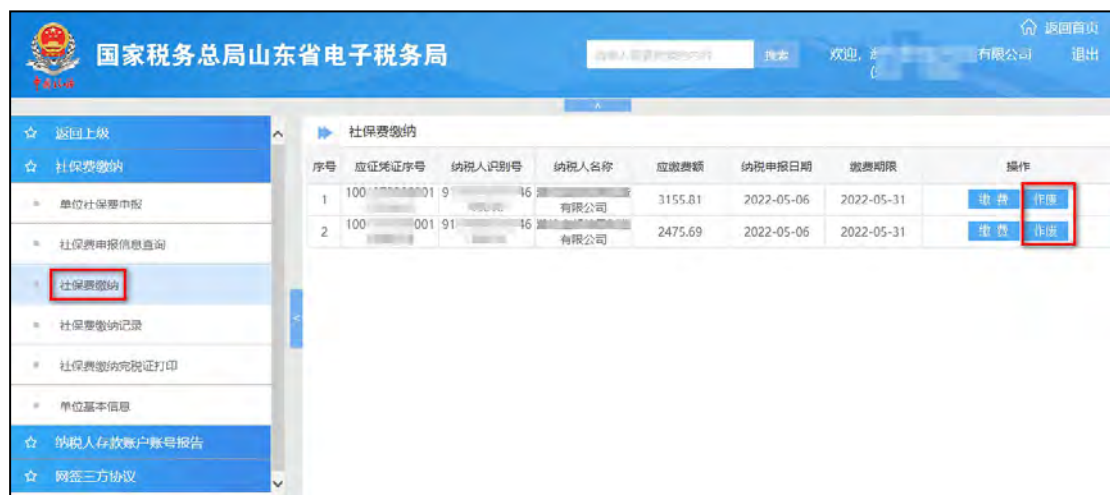 返回首页
国家税务总局山东省电子税务局
搜索
欢迎,
有限公司
退出
返回上级
社保费缴纳
单位社保费申报
社保费申报信息查询
社保费缴纳
社保费缴纳记录
社保费缴纳完税证打印
单位基本信息
纳税人存款账户账号报告
网签三方协议
社保费缴纳
序号 应征凭证序号 纳税人识别号 纳税人名称 应缴费额 纳税申报日期 缴费期限 操作
1 100 001 9 46 有限公司 3155.81 2022-05-06 2022-05-31 缴费 作废
2 100 001 91 46 有限公司 2475.69 2022-05-06 2022-05-31 缴费 作废